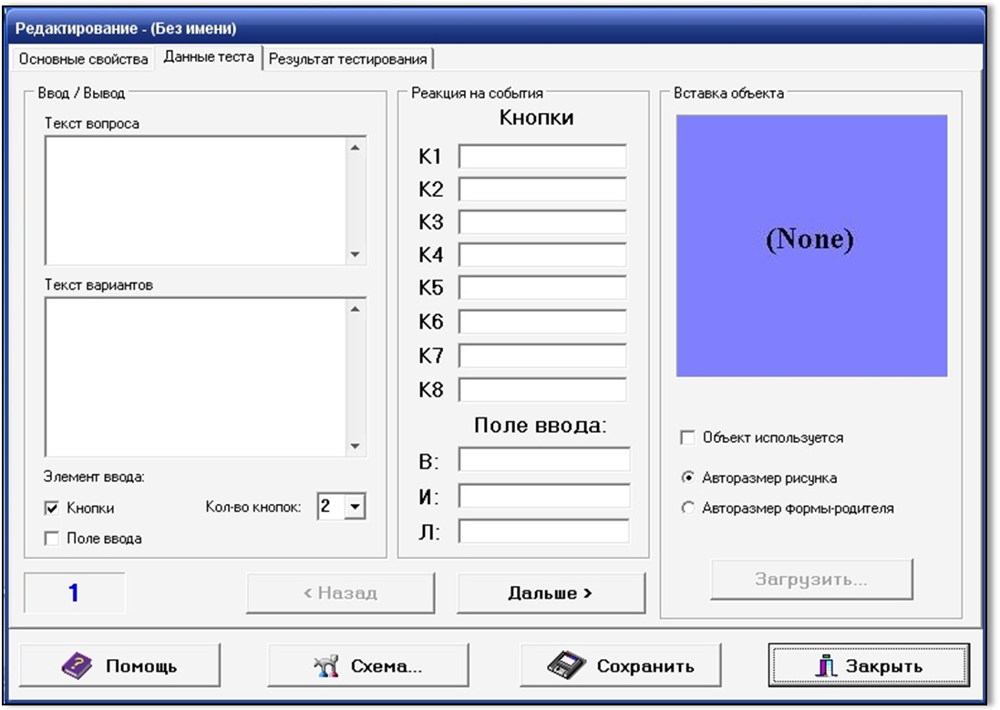 Редактирование - (Без имени)
Основные свойства Данные теста Результат тестирования
Ввод / Вывод
Текст вопроса
Текст вариантов
Элемент ввода:
Кнопки
Кол-во кнопок: 2
Поле ввода
Реакция на события
Кнопки
К1
К2
К3
К4
К5
К6
К7
К8
Поле ввода:
В:
И:
Л:
Вставка объекта
(None)
Объект используется
Авторазмер рисунка
Авторазмер формы-родителя
Загрузить...
1
< Назад
Дальше >
Помощь
Схема...
Сохранить
Закрыть